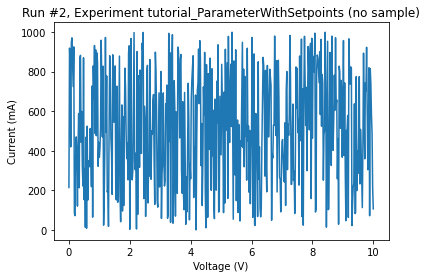 Run #2, Experiment tutorial_ParameterWithSetpoints (no sample)
1000
800
600
400
200
0
Current (mA)
0 2 4 6 8 10
Voltage (V)